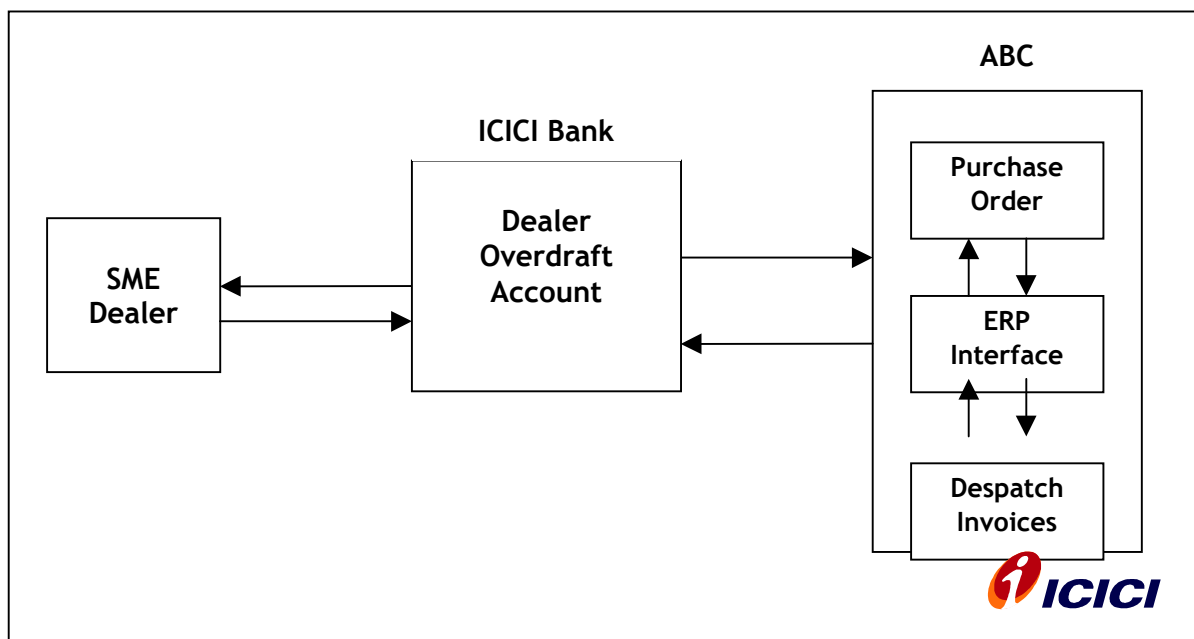 ABC
ICICI Bank
Purchase
Order
Dealer
Overdraft
Account
SME
Dealer
ERP
Interface
Despatch
Invoices
ICICI